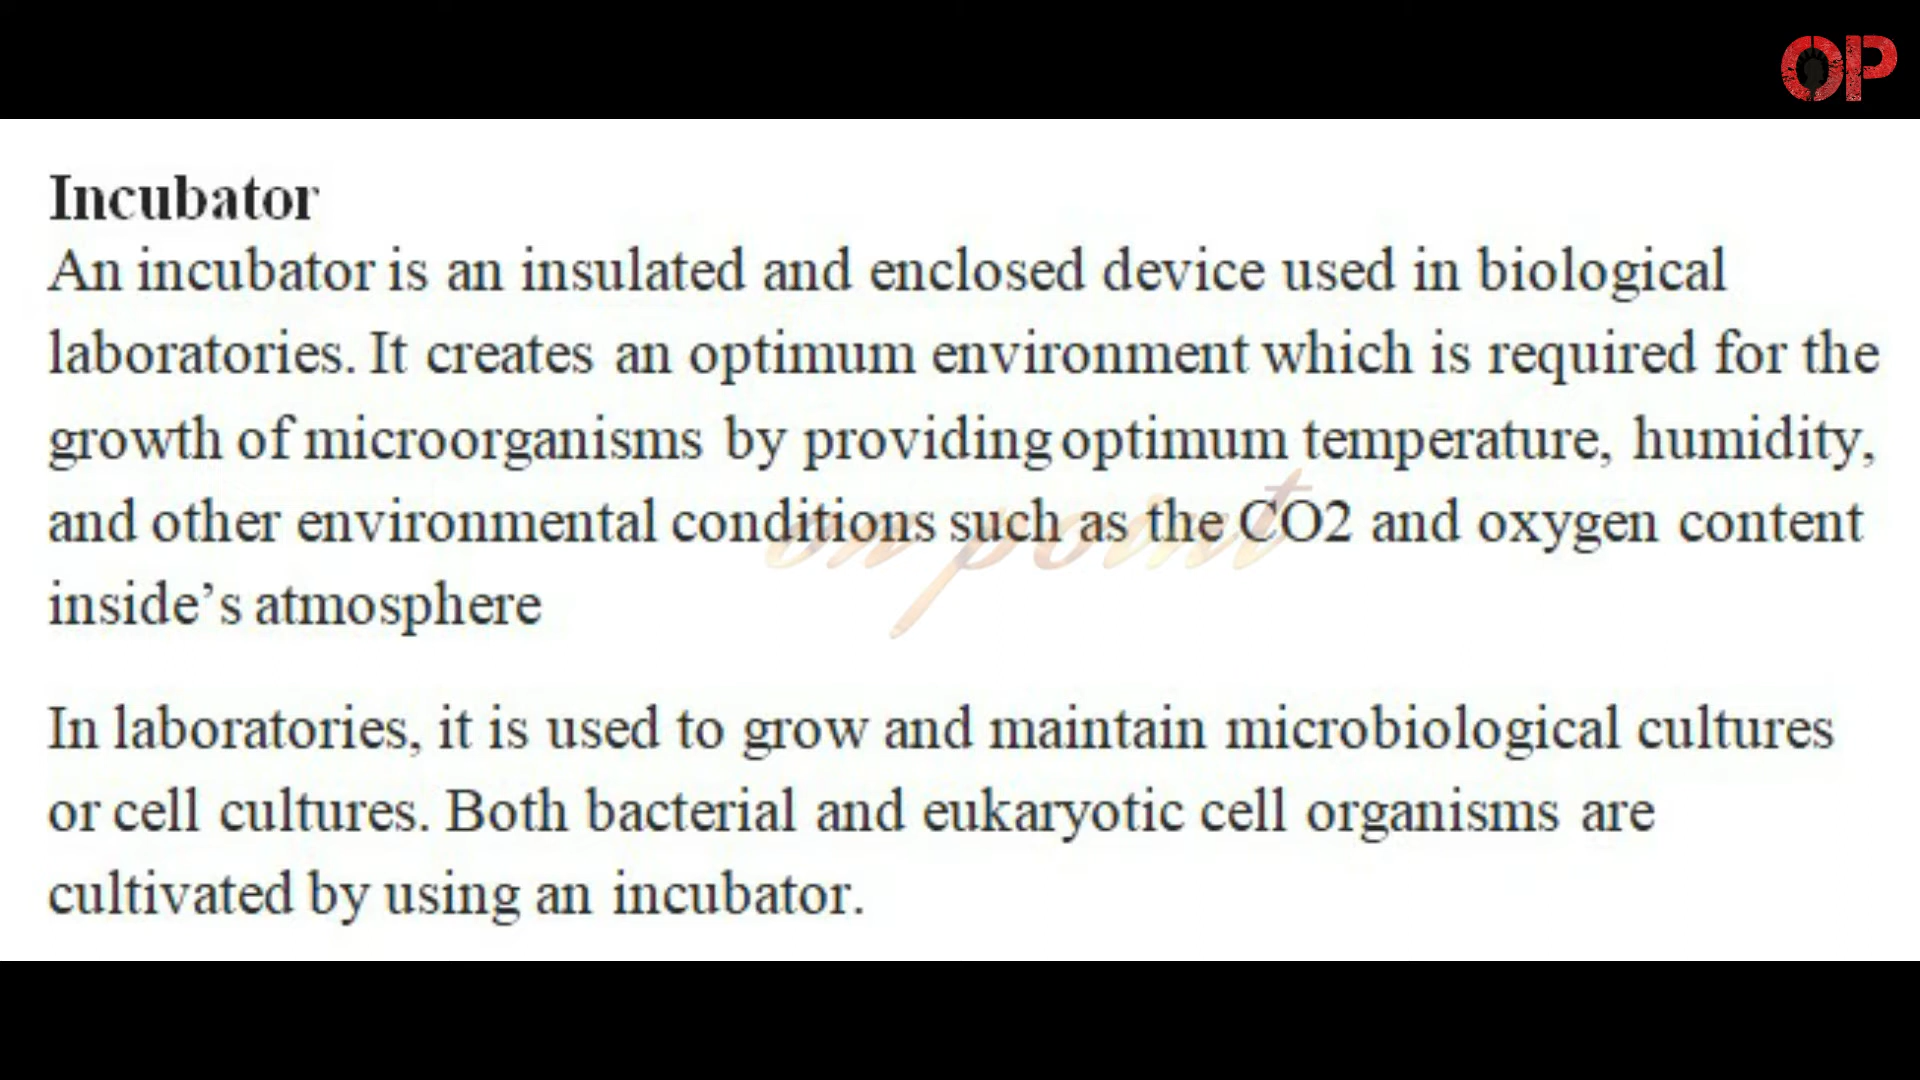 OP
Incubator
An incubator is an insulated and enclosed device used in biological
laboratories. It creates an optimum environment which is required for the
growth of microorganisms by providing optimum temperature, humidity,
and other environmental conditions such as the CO2 and oxygen content
inside’s atmosphere
on point
In laboratories, it is used to grow and maintain microbiological cultures
or cell cultures. Both bacterial and eukaryotic cell organisms are
cultivated by using an incubator.